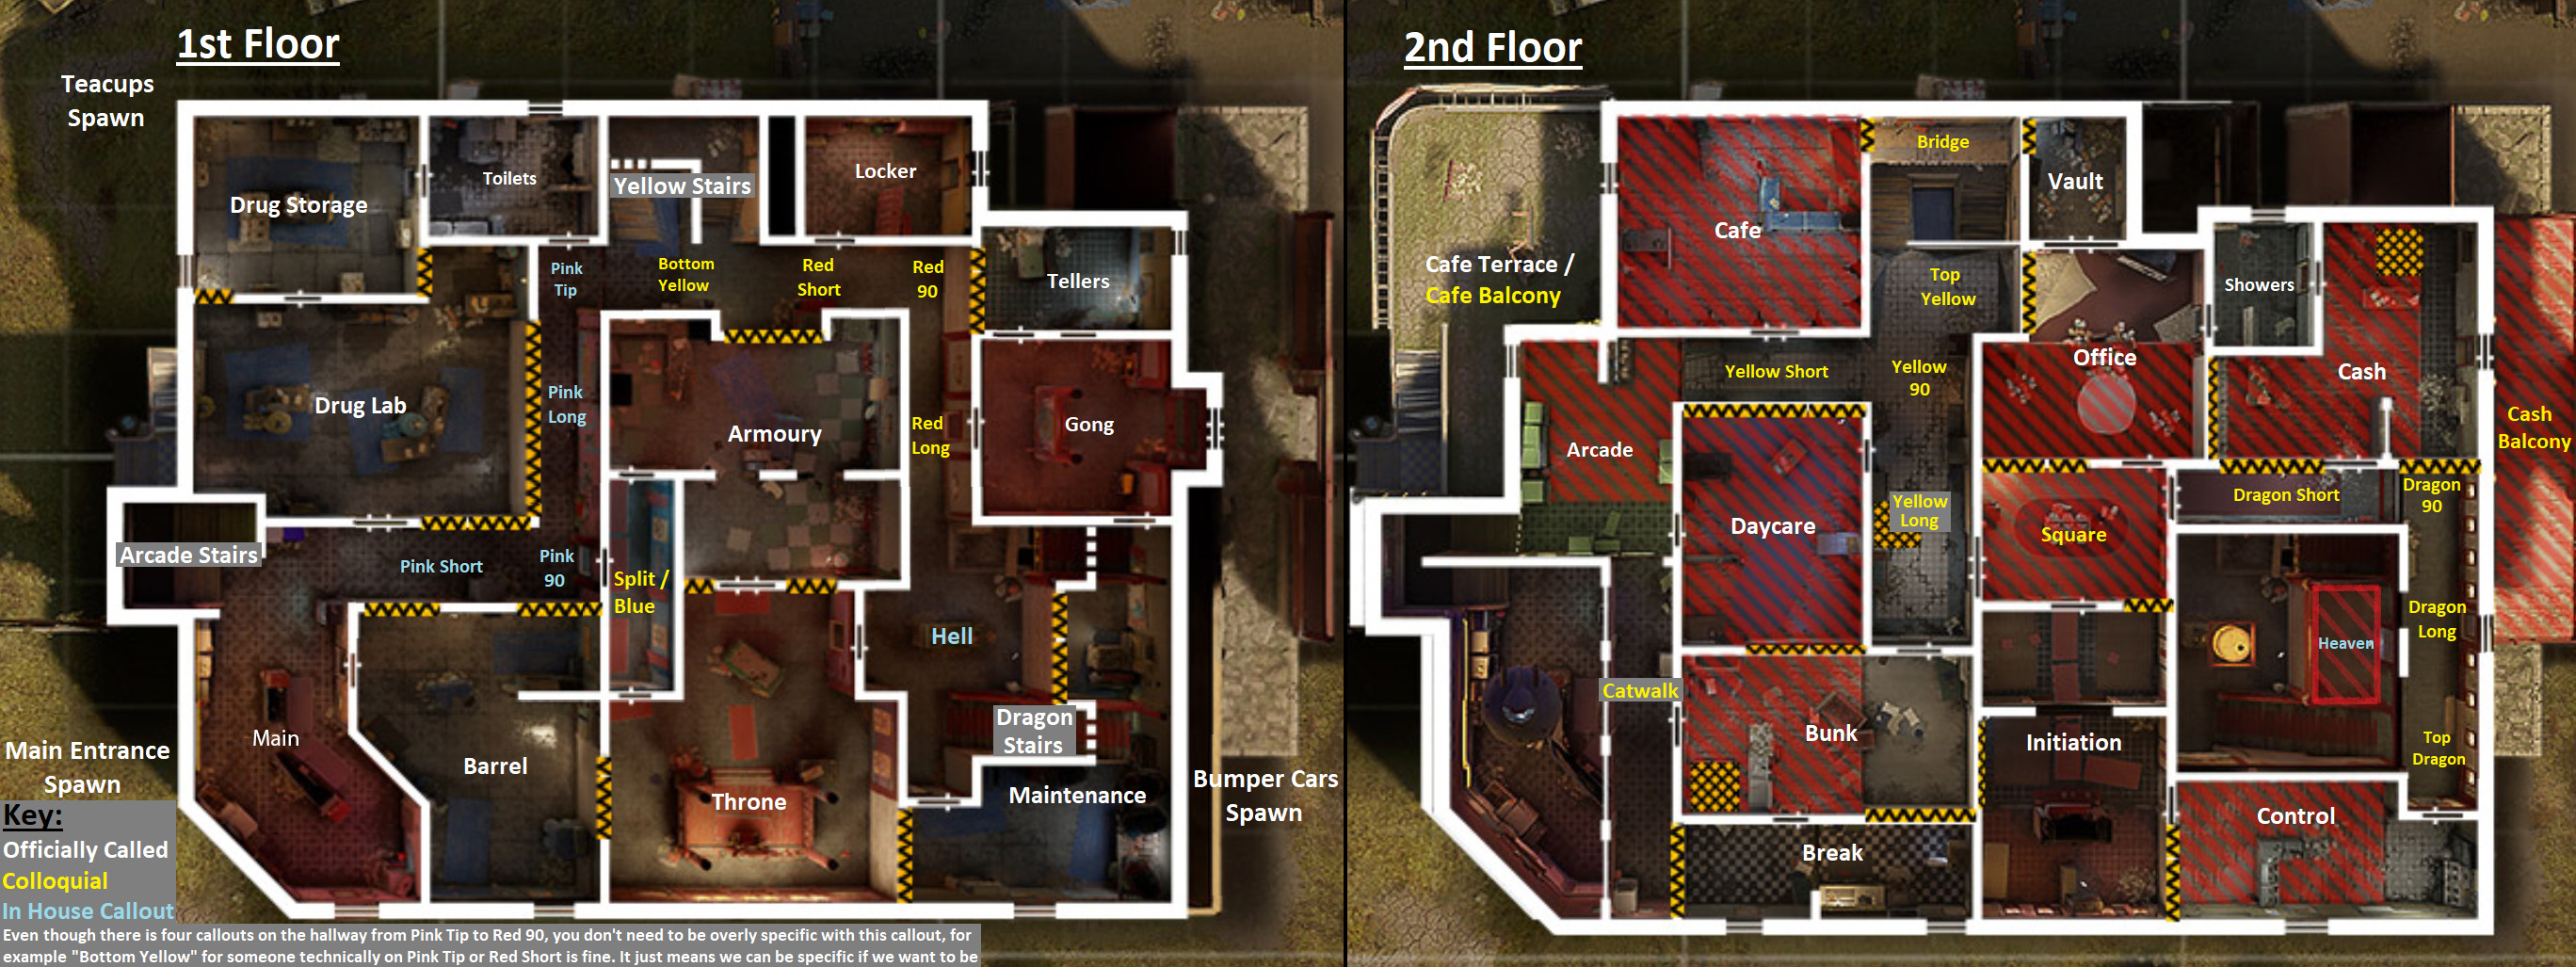 1st Floor
Teacups
Spawn
Drug Storage
Toilets
Yellow Stairs
Locker
Pink
Tip
Bottom
Yellow
Red
Short
Red
90
Tellers
Drug Lab
Pink
Long
Armoury
Red
Long
Gong
Arcade Stairs
Pink Short
Pink
90
Split /
Blue
Hell
Main
Dragon
Stairs
Main Entrance
Spawn
Barrel
Throne
Maintenance
Bumper Cars
Spawn
Key:
Officially Called
Colloquial
In House Callout
Even though there is four callouts on the hallway from Pink Tip to Red 90, you don't need to be overly specific with this callout, for
example "Bottom Yellow" for someone technically on Pink Tip or Red Short is fine. It just means we can be specific if we want to be
2nd Floor
Bridge
Vault
Cafe
Cafe Terrace /
Cafe Balcony
Top
Yellow
Showers
Yellow Short
Yellow
90
Office
Cash
Cash
Balcony
Arcade
Daycare
Yellow
Long
Square
Dragon Short
Dragon
90
Dragon
Long
Heaven
Catwalk
Bunk
Initiation
Top
Dragon
Control
Break